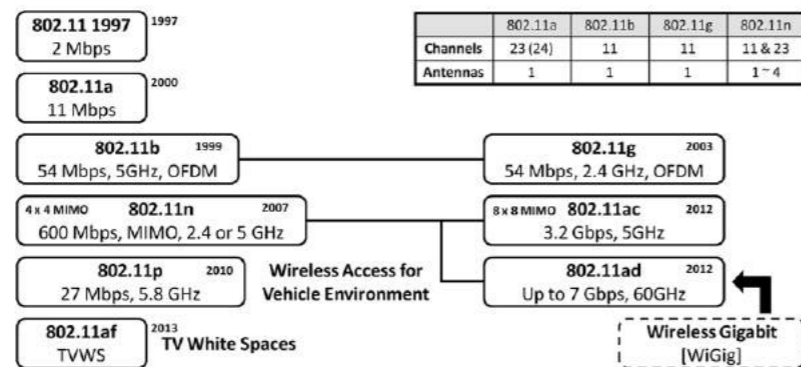 802.11 1997 1997
2 Mbps
802.11a 802.11b 802.11g 802.11n
Channels 23 (24) 11 11 11 & 23
Antennas 1 1 1 1 ~ 4
802.11a 2000
11 Mbps
802.11b 1999
54 Mbps, 5GHz, OFDM
802.11g 2003
54 Mbps, 2.4 GHz, OFDM
4 x 4 MIMO 802.11n 2007
600 Mbps, MIMO, 2.4 or 5 GHz
8 x 8 MIMO 802.11ac 2012
3.2 Gbps, 5GHz
802.11p 2010
27 Mbps, 5.8 GHz
Wireless Access for
Vehicle Environment
802.11ad 2012
Up to 7 Gbps, 60GHz
802.11af 2013
TVWS
TV White Spaces
Wireless Gigabit
[WiGig]